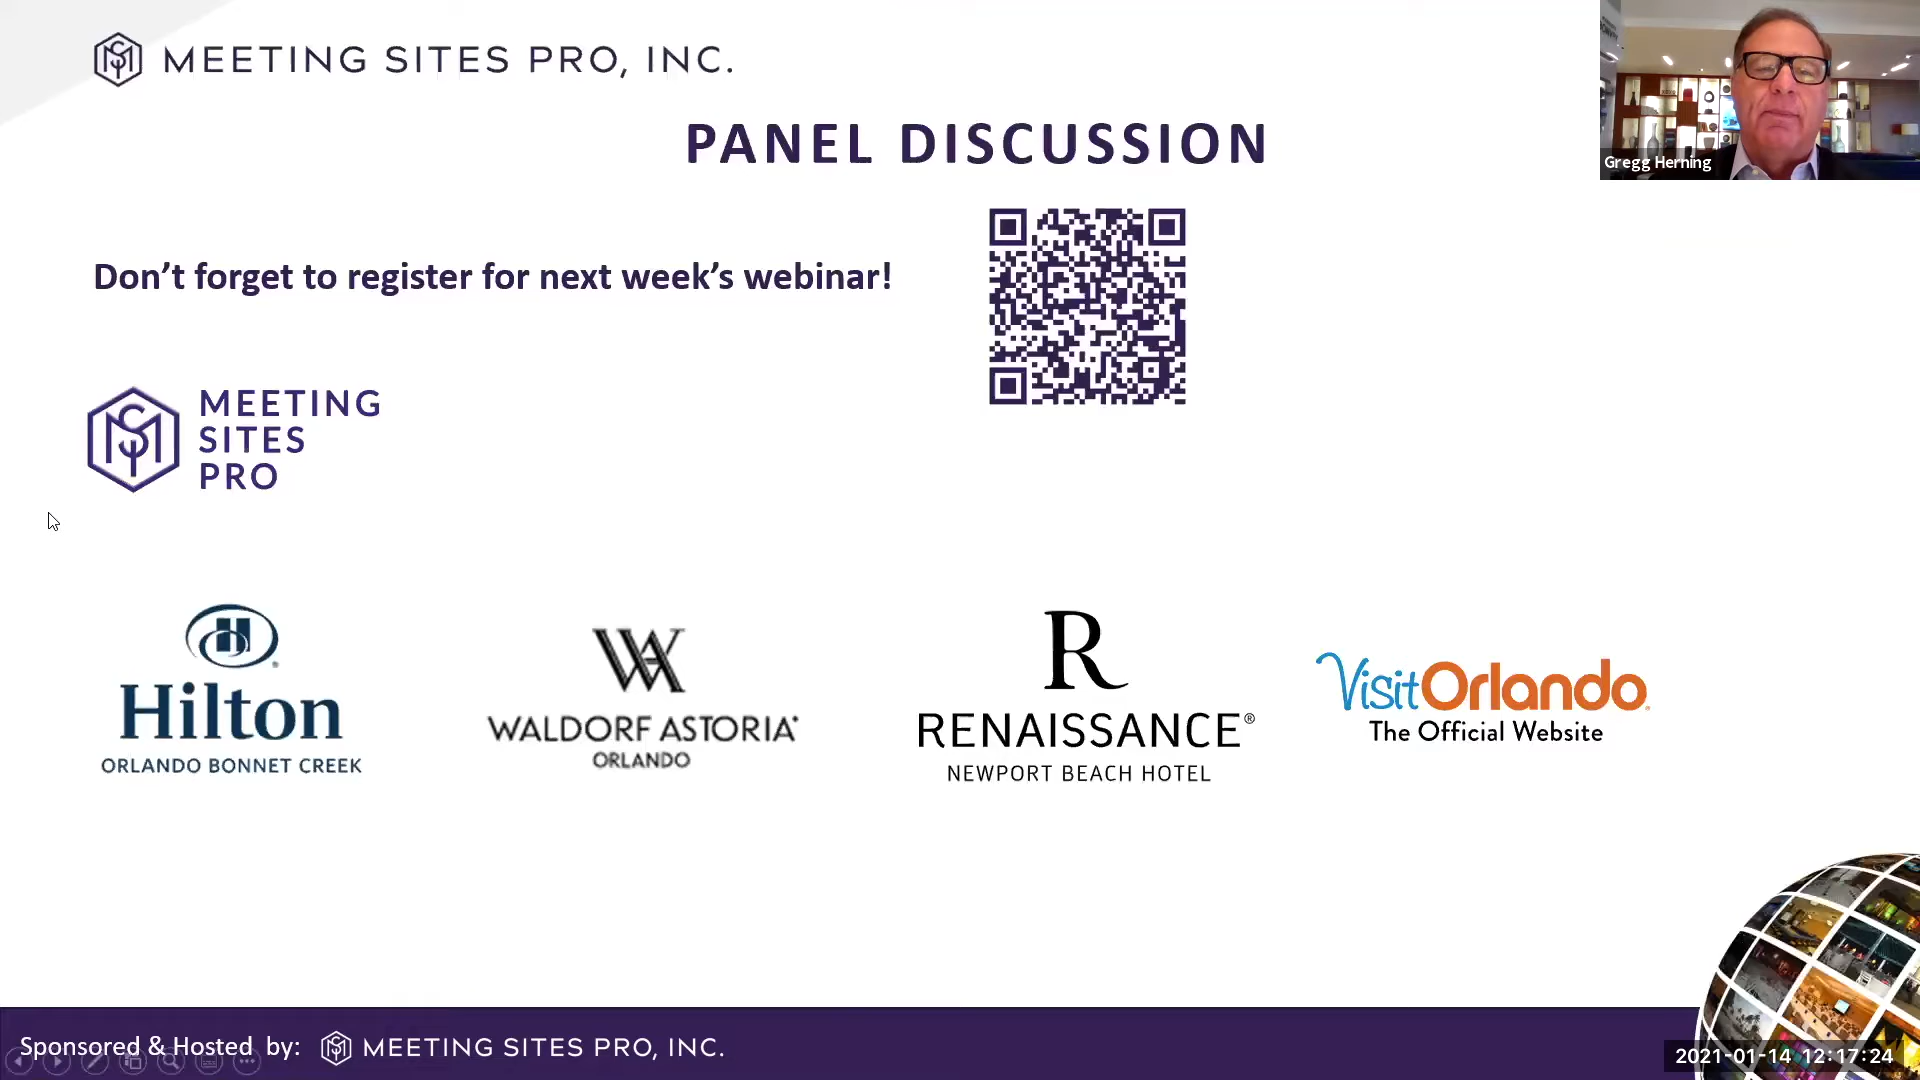 MEETING SITES PRO, INC.
PANEL DISCUSSION
Gregg Herning
Don’t forget to register for next week’s webinar!
MEETING
SITES
PRO
Hilton
ORLANDO BONNET CREEK
WALDORF ASTORIA
ORLANDO
R
RENAISSANCE®
NEWPORT BEACH HOTEL
VisitOrlando
The Official Website
Sponsored & Hosted by:
MEETING SITES PRO, INC.
2021-01-14 12:17:24